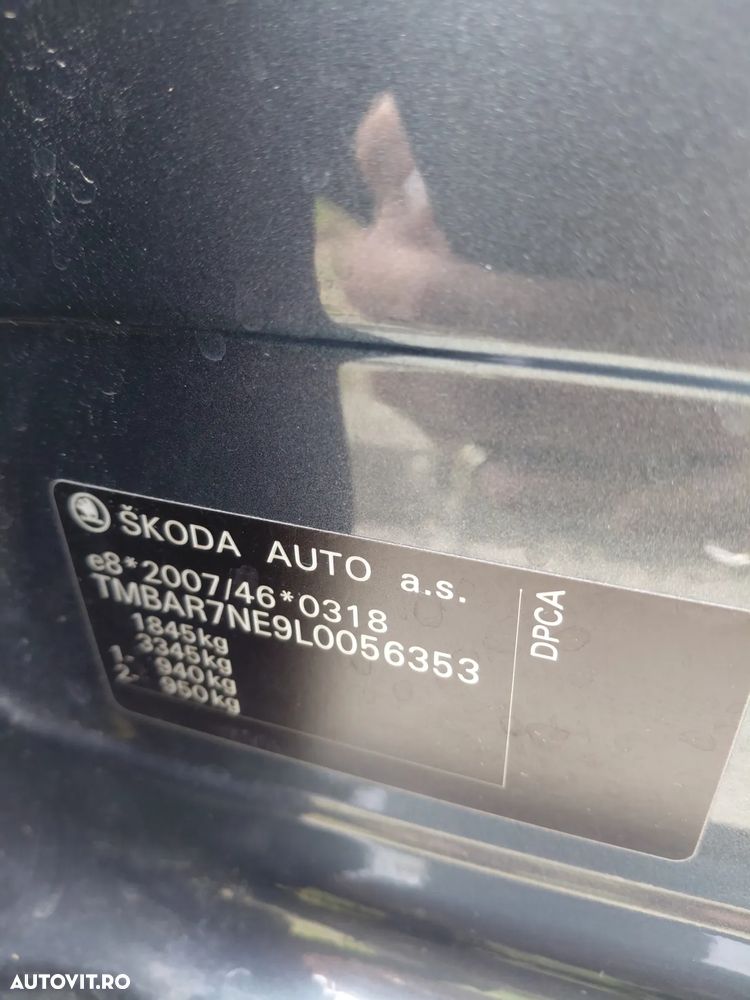 ŠKODA AUTO a.s.
e8*2007/46*0318
TMBAR7NE9L0056353
1845kg
3345kg
1.- 940kg
2.- 950kg
DPCA
AUTOVIT.RO